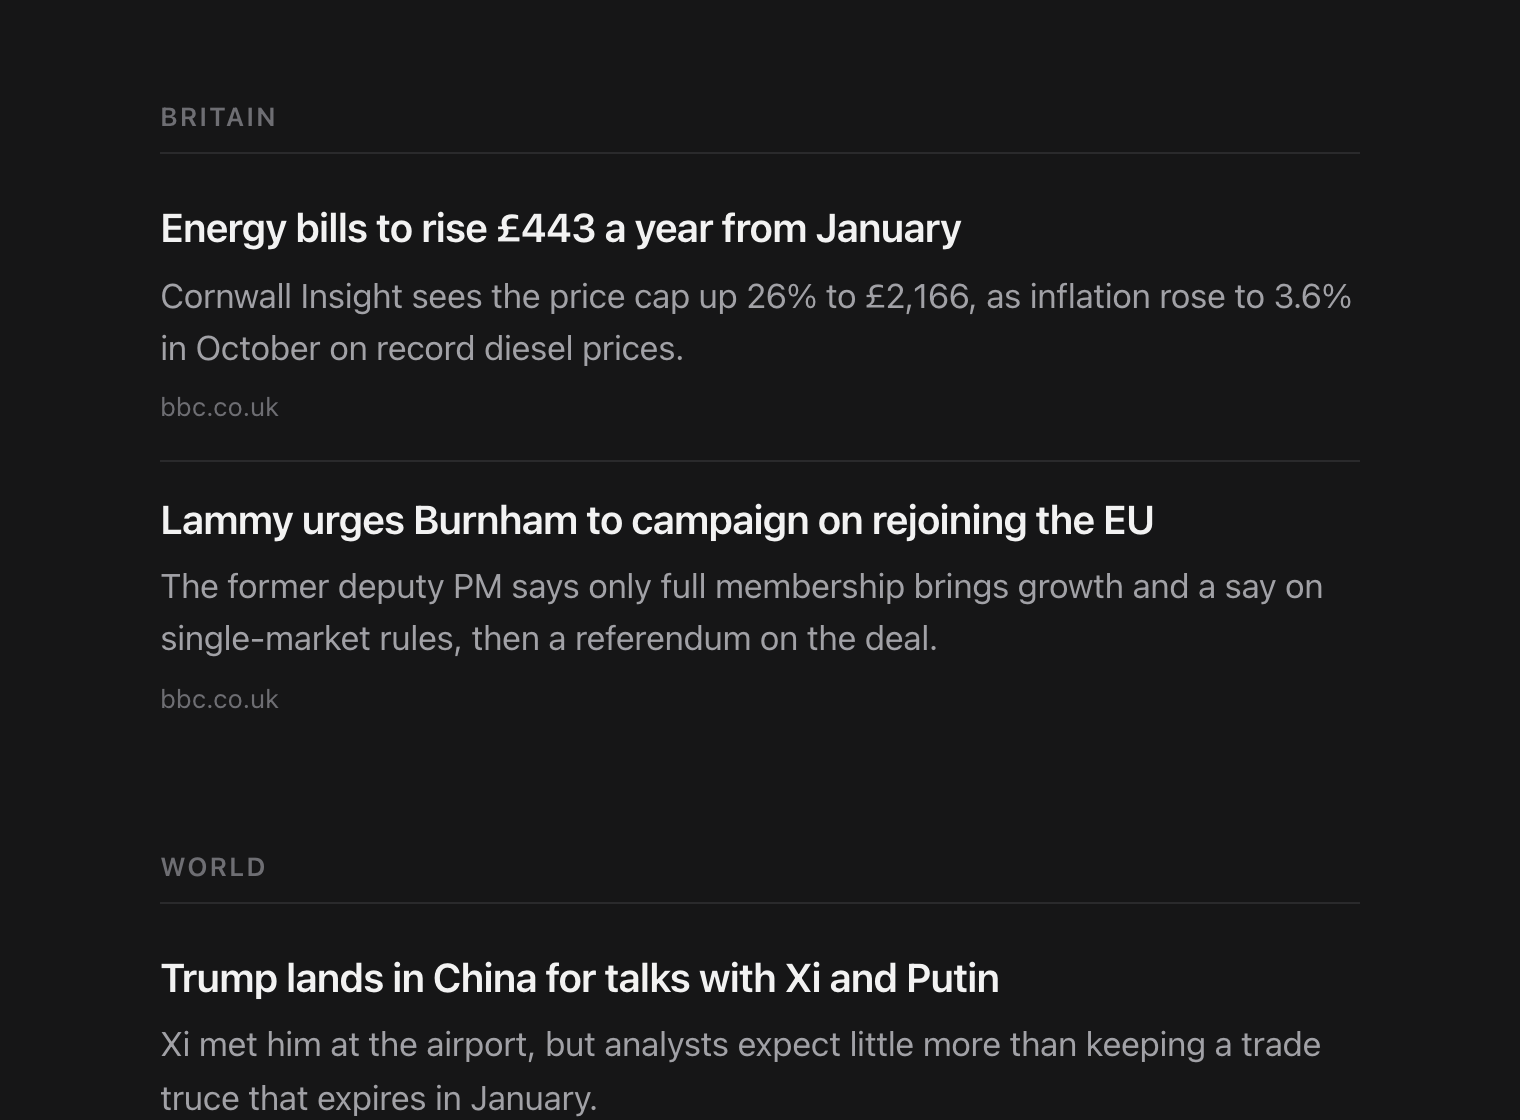 BRITAIN
Energy bills to rise £443 a year from January
Cornwall Insight sees the price cap up 26% to £2,166, as inflation rose to 3.6%
in October on record diesel prices.
bbc.co.uk
Lammy urges Burnham to campaign on rejoining the EU
The former deputy PM says only full membership brings growth and a say on
single-market rules, then a referendum on the deal.
bbc.co.uk
WORLD
Trump lands in China for talks with Xi and Putin
Xi met him at the airport, but analysts expect little more than keeping a trade
truce that expires in January.